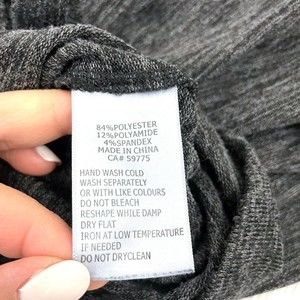 84%POLYESTER
12%POLYAMIDE
4%SPANDEX
MADE IN CHINA
CA# 59775
HAND WASH COLD
WASH SEPARATELY
OR WITH LIKE COLOURS
DO NOT BLEACH
RESHAPE WHILE DAMP
DRY FLAT
IRON AT LOW TEMPERATURE
IF NEEDED
DO NOT DRYCLEAN